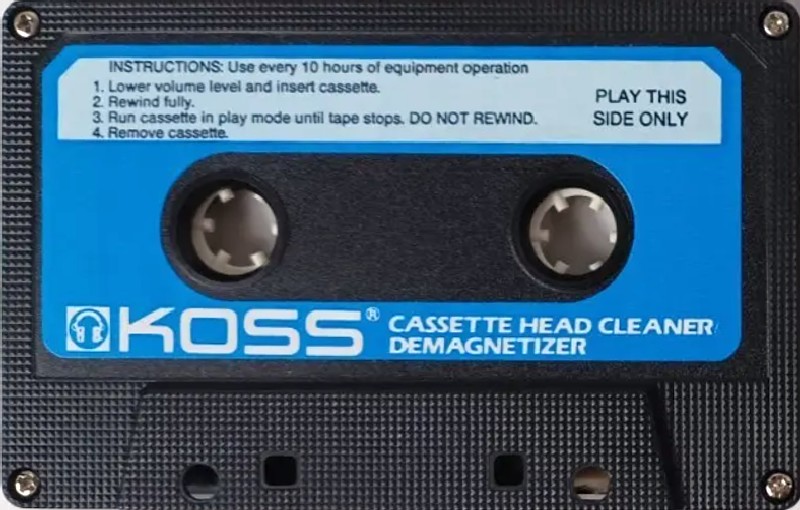 INSTRUCTIONS: Use every 10 hours of equipment operation
1. Lower volume level and insert cassette.
2. Rewind fully.
3. Run cassette in play mode until tape stops. DO NOT REWIND.
4. Remove cassette.
PLAY THIS
SIDE ONLY
KOSS® CASSETTE HEAD CLEANER/
DEMAGNETIZER